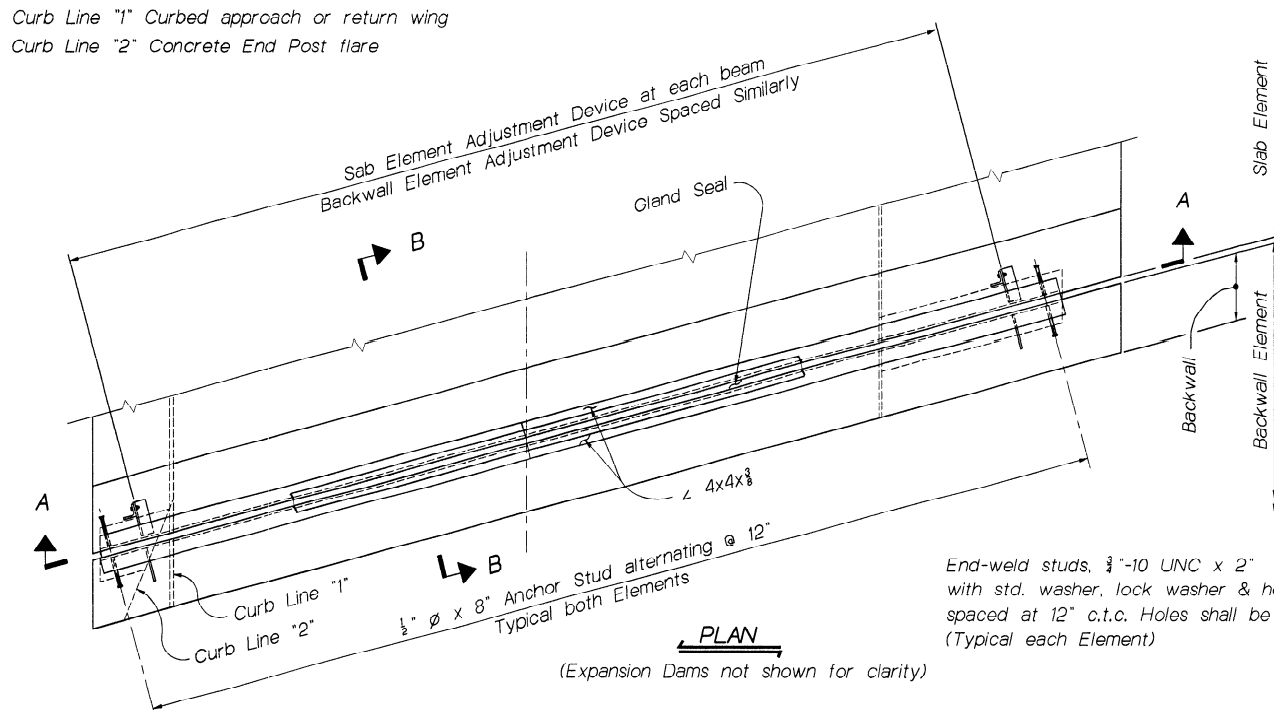 Curb Line "1" Curbed approach or return wing
Curb Line "2" Concrete End Post flare
Sab Element Adjustment Device at each beam
Backwall Element Adjustment Device Spaced Similarly
Gland Seal
B
A
Slab Element
Backwall
Backwall Element
∠ 4x4x3/8
A
B
Curb Line "1"
Curb Line "2"
1/2" Ø x 8" Anchor Stud alternating @ 12"
Typical both Elements
PLAN
(Expansion Dams not shown for clarity)
End-weld studs, 3/4"-10 UNC x 2"
with std. washer, lock washer &
spaced at 12" c.t.c. Holes shall be
(Typical each Element)